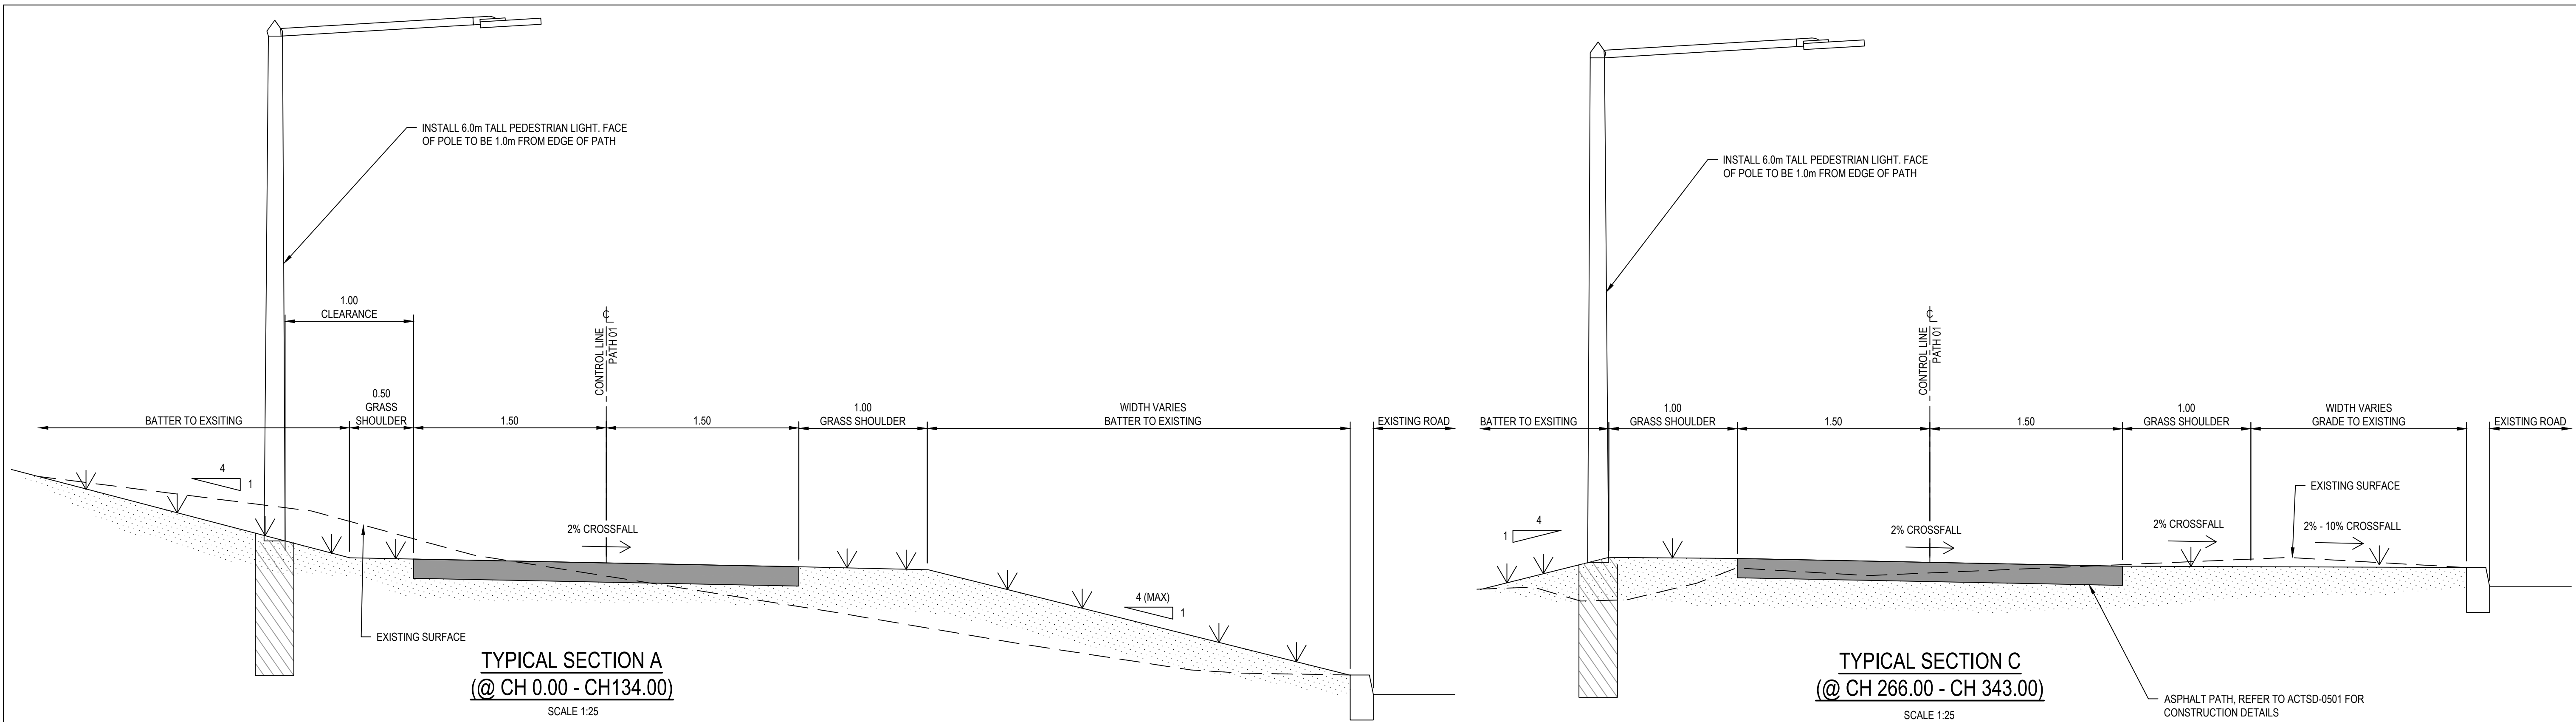 INSTALL 6.0m TALL PEDESTRIAN LIGHT. FACE
OF POLE TO BE 1.0m FROM EDGE OF PATH
1.00
CLEARANCE
CONTROL LINE
PATH 01
℄
BATTER TO EXSITING
0.50
GRASS
SHOULDER
1.50
1.50
1.00
GRASS SHOULDER
WIDTH VARIES
BATTER TO EXISTING
EXISTING ROAD
4
1
2% CROSSFALL
4 (MAX)
1
EXISTING SURFACE
TYPICAL SECTION A
(@ CH 0.00 - CH134.00)
SCALE 1:25
INSTALL 6.0m TALL PEDESTRIAN LIGHT. FACE
OF POLE TO BE 1.0m FROM EDGE OF PATH
CONTROL LINE
PATH 01
℄
BATTER TO EXSITING
1.00
GRASS SHOULDER
1.50
1.50
1.00
GRASS SHOULDER
WIDTH VARIES
GRADE TO EXISTING
EXISTING ROAD
4
1
2% CROSSFALL
2% CROSSFALL
2% - 10% CROSSFALL
EXISTING SURFACE
TYPICAL SECTION C
(@ CH 266.00 - CH 343.00)
SCALE 1:25
ASPHALT PATH, REFER TO ACTSD-0501 FOR
CONSTRUCTION DETAILS